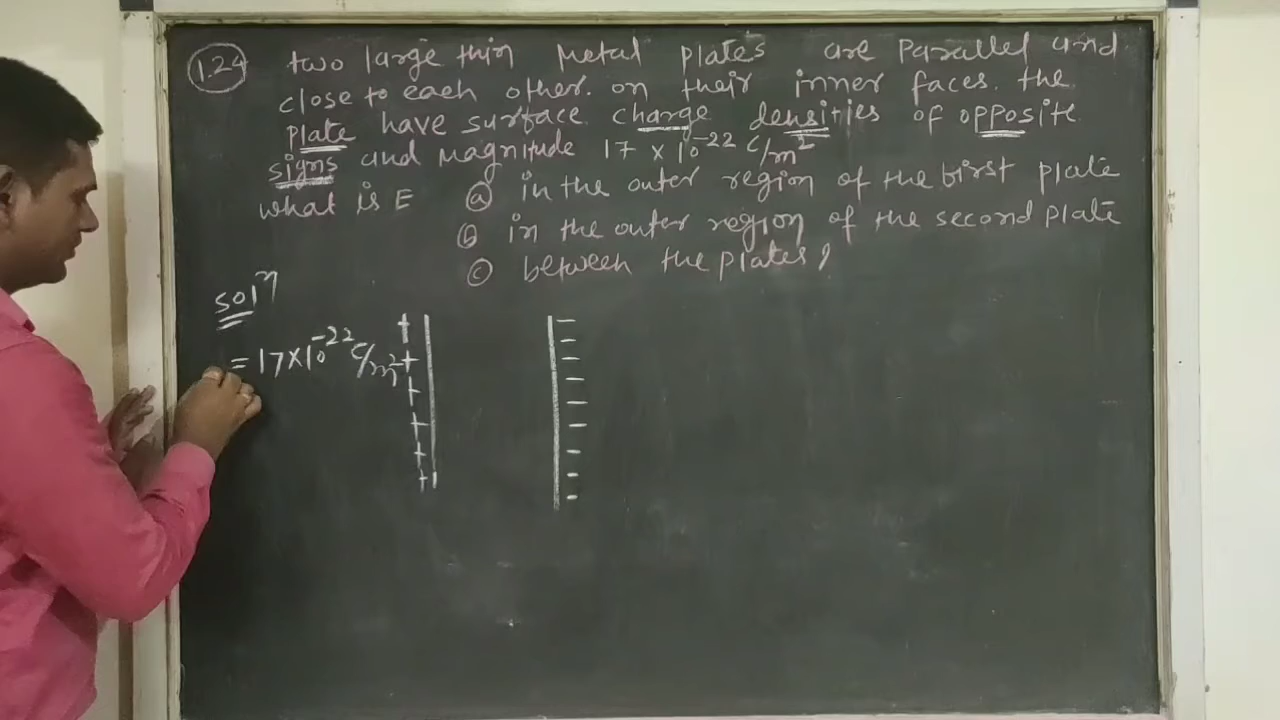 1.24 two large thin metal plates are parallel and
close to each other. on their inner faces. the
plate have surface charge densities of opposite
signs and magnitude 17 x 10⁻²² C/m²
what is E (a) in the outer region of the first plate
(b) in the outer region of the second plate
(c) between the plates,
solⁿ
= 17x10⁻²² C/m²